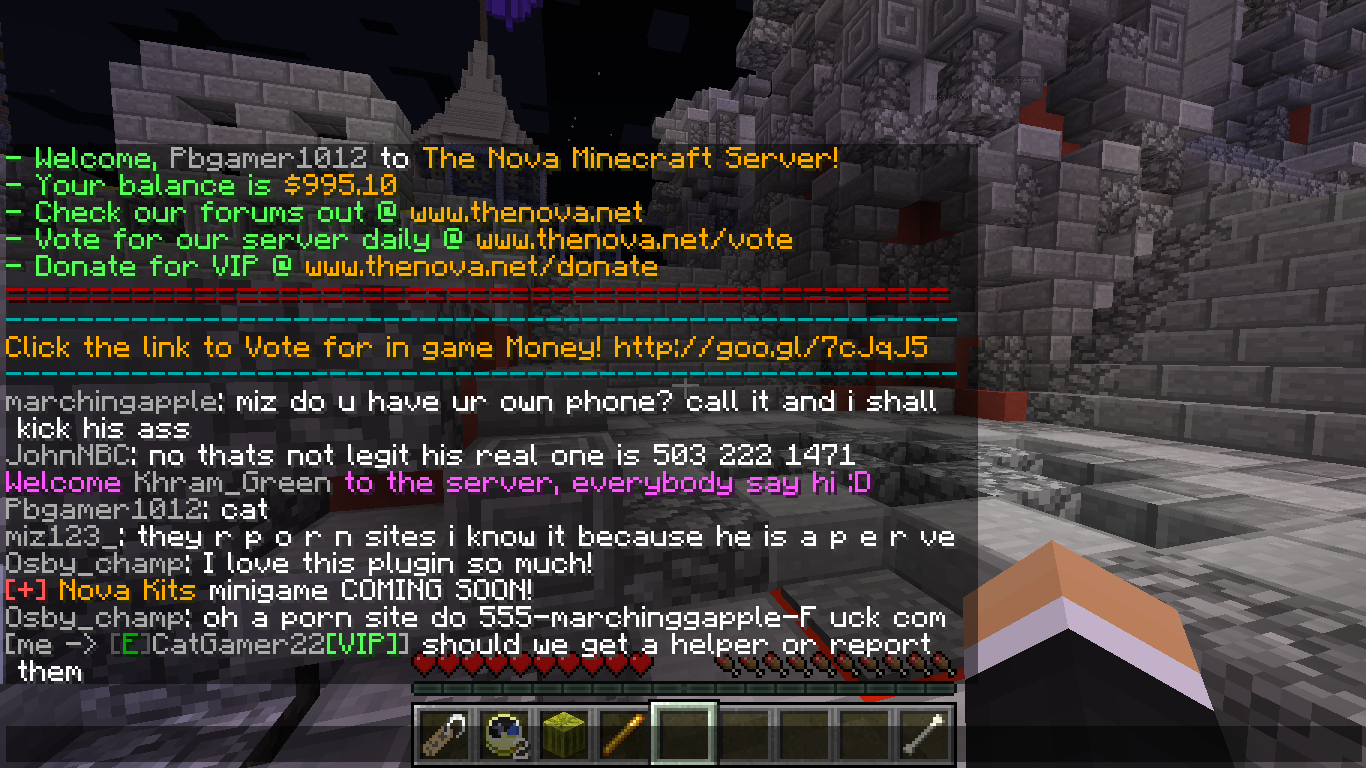 - Welcome, Pbgamer1012 to The Nova Minecraft Server!
- Your balance is $995.10
- Check our forums out @ www.thenova.net
- Vote for our server daily @ www.thenova.net/vote
- Donate for VIP @ www.thenova.net/donate
Click the link to Vote for in game Money! http://goo.gl/7cJqJ5
marchingapple: miz do u have ur own phone? call it and i shall
kick his ass
JohnNBC: no thats not legit his real one is 503 222 1471
Welcome Khram_Green to the server, everybody say hi :D
Pbgamer1012: cat
miz123_: they r p o r n sites i know it because he is a p e r ve
Osby_champ: I love this plugin so much!
[+] Nova Kits minigame COMING SOON!
Osby_champ: oh a porn site do 555-marchinggapple-F uck com
[me -> [E]CatGamer22[VIP]] should we get a helper or report
them
2